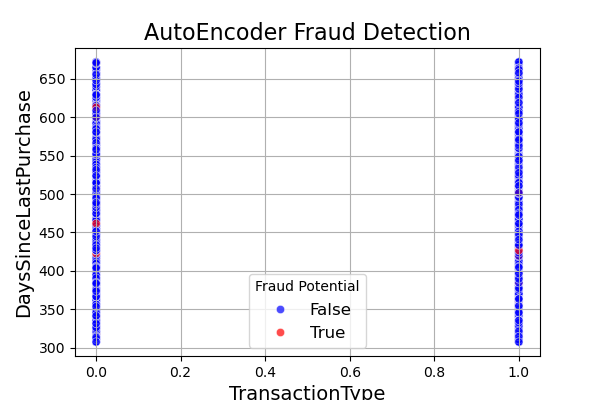 AutoEncoder Fraud Detection
DaysSinceLastPurchase
650
600
550
500
450
400
350
300
Fraud Potential
False
True
0.0 0.2 0.4 0.6 0.8 1.0
TransactionType